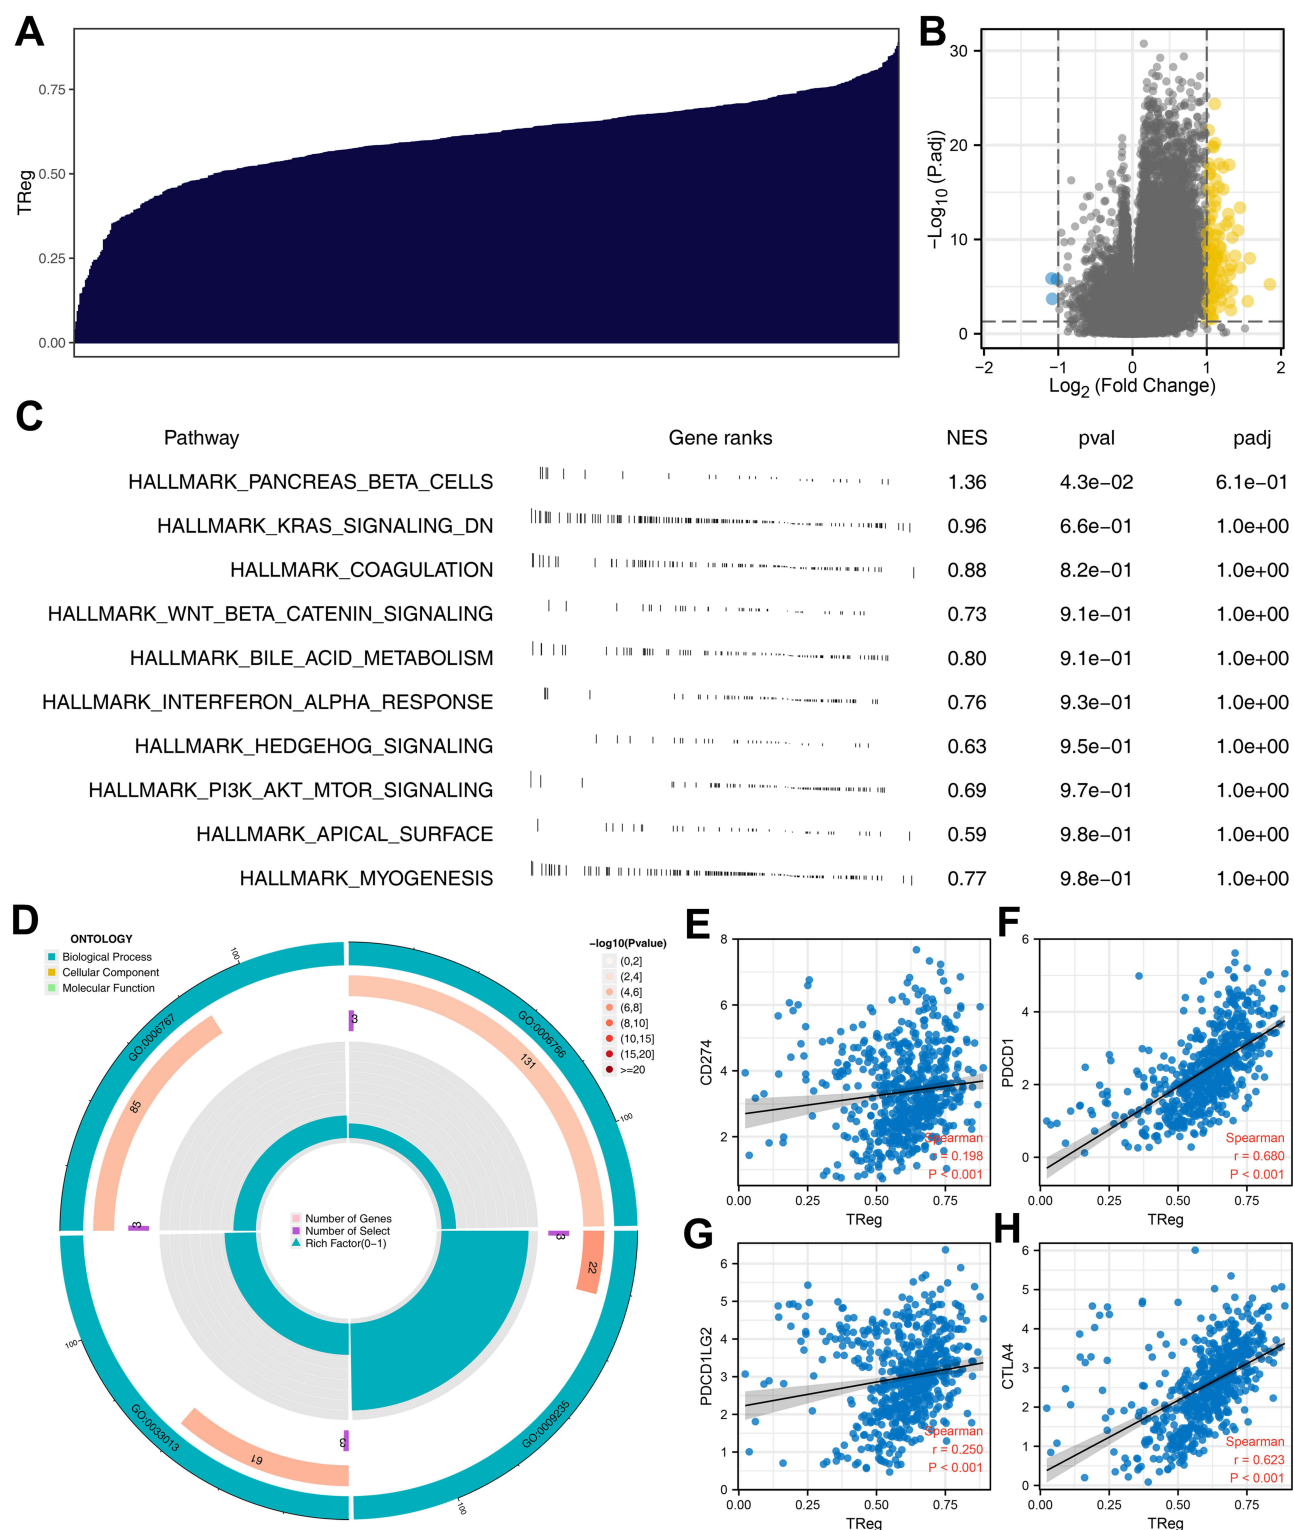 A
TReg
0.75
0.50
0.25
0.00
B
−Log10 (P.adj)
30
20
10
0
−2 −1 0 1 2
Log2 (Fold Change)
C
Pathway Gene ranks NES pval padj
HALLMARK_PANCREAS_BETA_CELLS 1.36 4.3e−02 6.1e−01
HALLMARK_KRAS_SIGNALING_DN 0.96 6.6e−01 1.0e+00
HALLMARK_COAGULATION 0.88 8.2e−01 1.0e+00
HALLMARK_WNT_BETA_CATENIN_SIGNALING 0.73 9.1e−01 1.0e+00
HALLMARK_BILE_ACID_METABOLISM 0.80 9.1e−01 1.0e+00
HALLMARK_INTERFERON_ALPHA_RESPONSE 0.76 9.3e−01 1.0e+00
HALLMARK_HEDGEHOG_SIGNALING 0.63 9.5e−01 1.0e+00
HALLMARK_PI3K_AKT_MTOR_SIGNALING 0.69 9.7e−01 1.0e+00
HALLMARK_APICAL_SURFACE 0.59 9.8e−01 1.0e+00
HALLMARK_MYOGENESIS 0.77 9.8e−01 1.0e+00
D
ONTOLOGY
Biological Process
Cellular Component
Molecular Function
−log10(Pvalue)
(0,2]
(2,4]
(4,6]
(6,8]
(8,10]
(10,15]
(15,20]
>=20
GO:0006766
100
131
3
GO:0009235
100
22
3
GO:0033013
100
61
3
GO:0006767
100
85
3
Number of Genes
Number of Select
Rich Factor(0−1)
E
CD274
8
6
4
2
Spearman
r = 0.198
P < 0.001
0.00 0.25 0.50 0.75
TReg
F
PDCD1
6
4
2
0
Spearman
r = 0.680
P < 0.001
0.00 0.25 0.50 0.75
TReg
G
PDCD1LG2
6
5
4
3
2
1
0
Spearman
r = 0.250
P < 0.001
0.00 0.25 0.50 0.75
TReg
H
CTLA4
6
5
4
3
2
1
0
Spearman
r = 0.623
P < 0.001
0.00 0.25 0.50 0.75
TReg